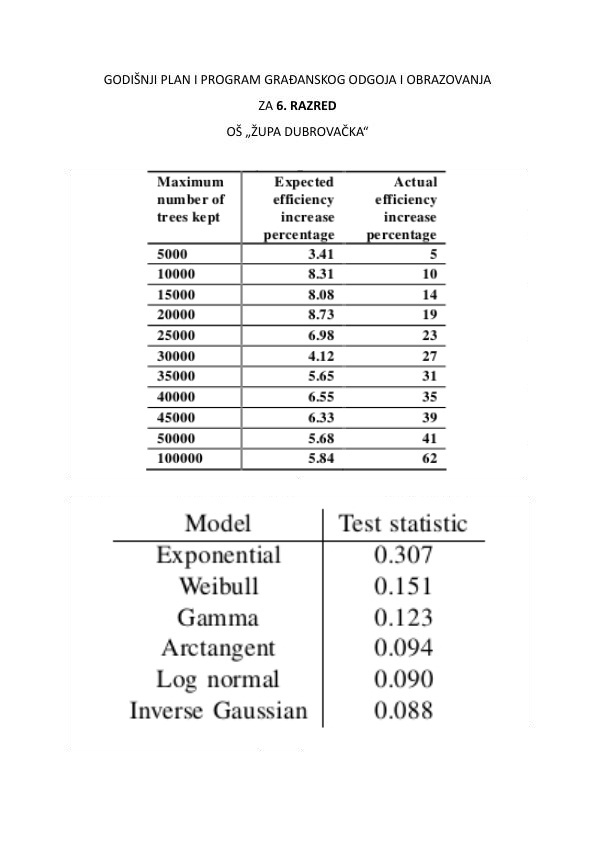 GODIŠNJI PLAN I PROGRAM GRAĐANSKOG ODGOJA I OBRAZOVANJA
ZA 6. RAZRED
OŠ „ŽUPA DUBROVAČKA“
Maximum number of trees kept Expected efficiency increase percentage Actual efficiency increase percentage
5000 3.41 5
10000 8.31 10
15000 8.08 14
20000 8.73 19
25000 6.98 23
30000 4.12 27
35000 5.65 31
40000 6.55 35
45000 6.33 39
50000 5.68 41
100000 5.84 62
Model Test statistic
Exponential 0.307
Weibull 0.151
Gamma 0.123
Arctangent 0.094
Log normal 0.090
Inverse Gaussian 0.088